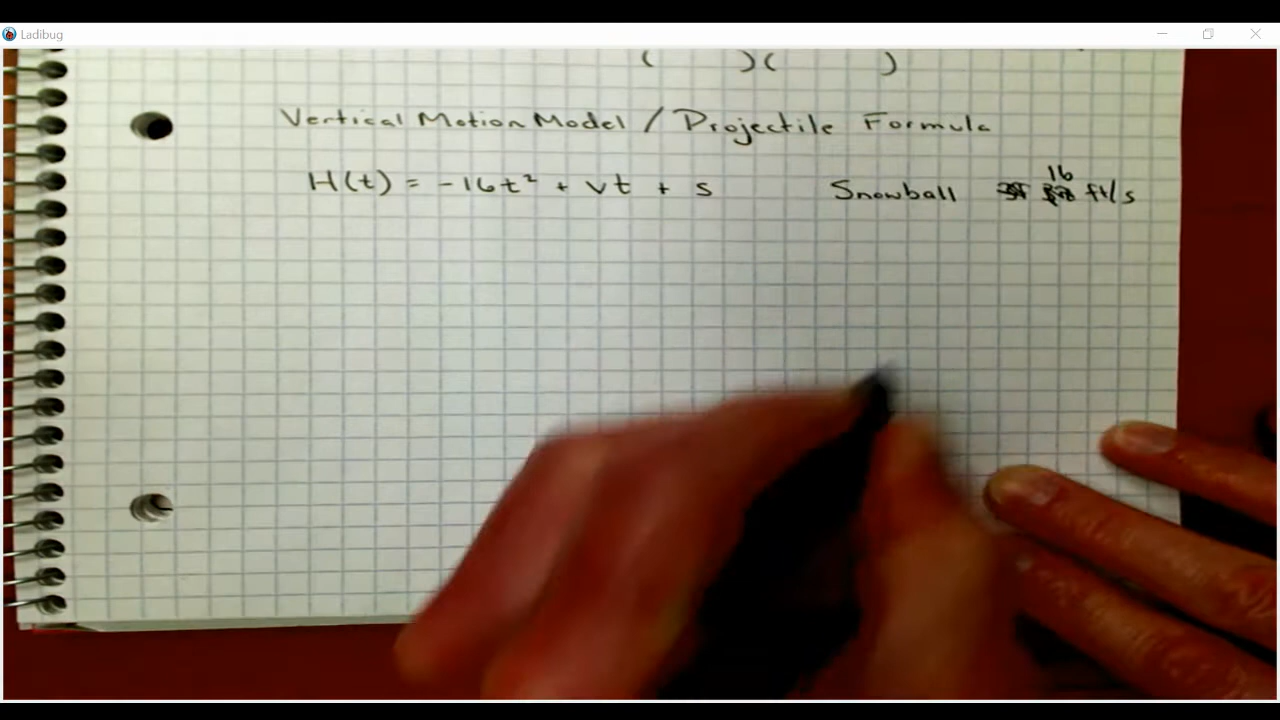 Ladibug
( )( )
Vertical Motion Model / Projectile Formula
H(t) = -16t² + vt + s
16
Snowball ft/s